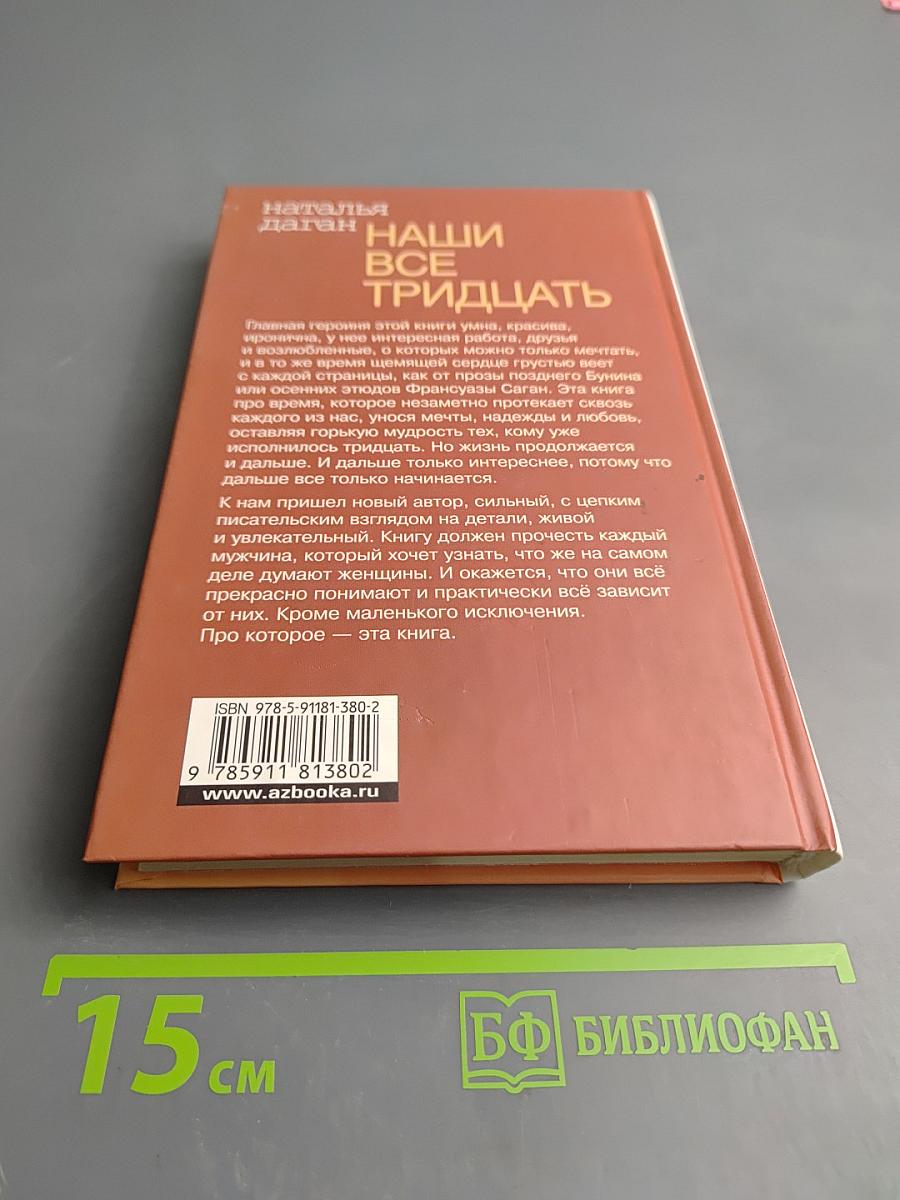 наталья
даган
НАШИ
ВСЕ
ТРИДЦАТЬ
Главная героиня этой книги умна, красива,
иронична, у нее интересная работа, друзья
и возлюбленные, о которых можно только мечтать,
и в то же время щемящей сердце грустью веет
с каждой страницы, как от прозы позднего Бунина
или осенних этюдов Франсуазы Саган. Эта книга
про время, которое незаметно протекает сквозь
каждого из нас, унося мечты, надежды и любовь,
оставляя горькую мудрость тех, кому уже
исполнилось тридцать. Но жизнь продолжается
и дальше. И дальше только интереснее, потому что
дальше все только начинается.
К нам пришел новый автор, сильный, с цепким
писательским взглядом на детали, живой
и увлекательный. Книгу должен прочесть каждый
мужчина, который хочет узнать, что же на самом
деле думают женщины. И окажется, что они всё
прекрасно понимают и практически всё зависит
от них. Кроме маленького исключения.
Про которое — эта книга.
ISBN 978-5-91181-380-2
9 785911 813802
www.azbooka.ru
15 см
БФ БИБЛИОФАН